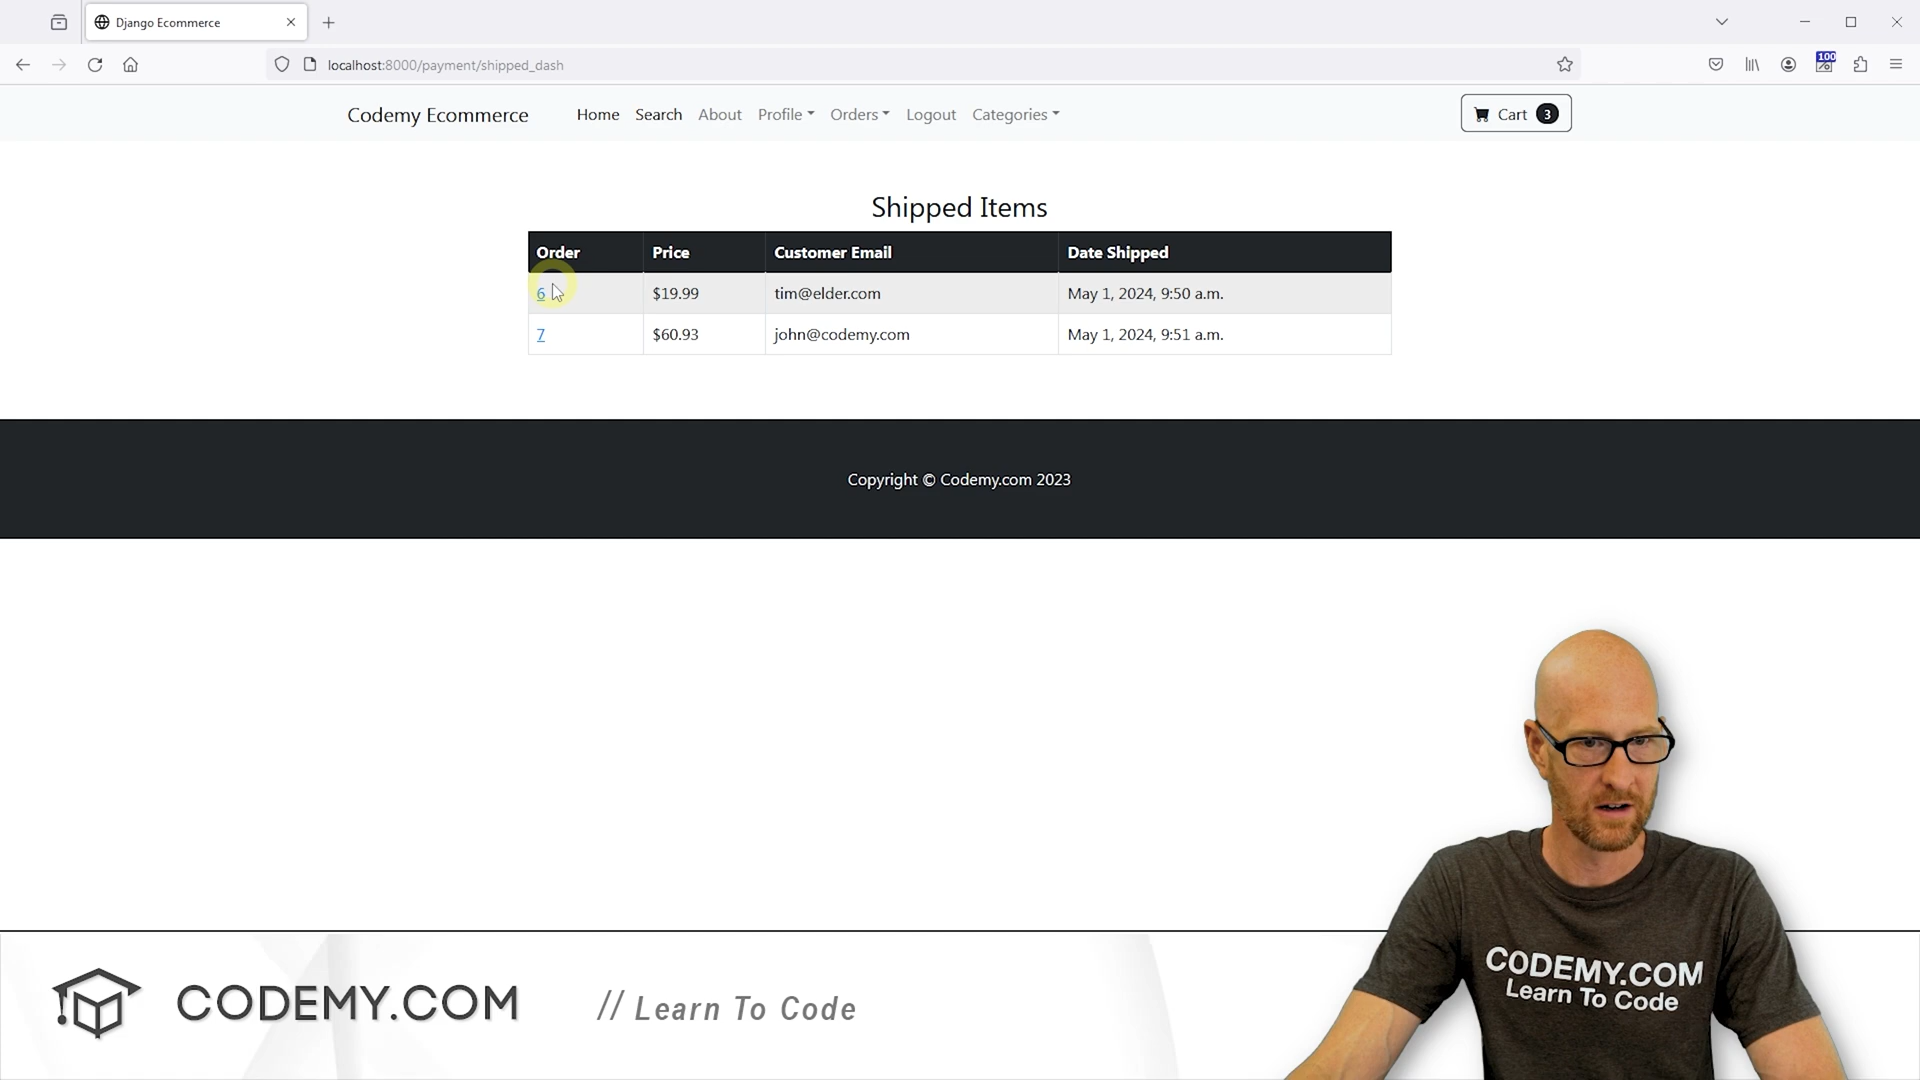 Django Ecommerce
localhost:8000/payment/shipped_dash
100
Codemy Ecommerce Home Search About Profile Orders Logout Categories Cart 3
Shipped Items
Order Price Customer Email Date Shipped
6 $19.99 tim@elder.com May 1, 2024, 9:50 a.m.
7 $60.93 john@codemy.com May 1, 2024, 9:51 a.m.
Copyright © Codemy.com 2023
CODEMY.COM
Learn To Code
CODEMY.COM // Learn To Code